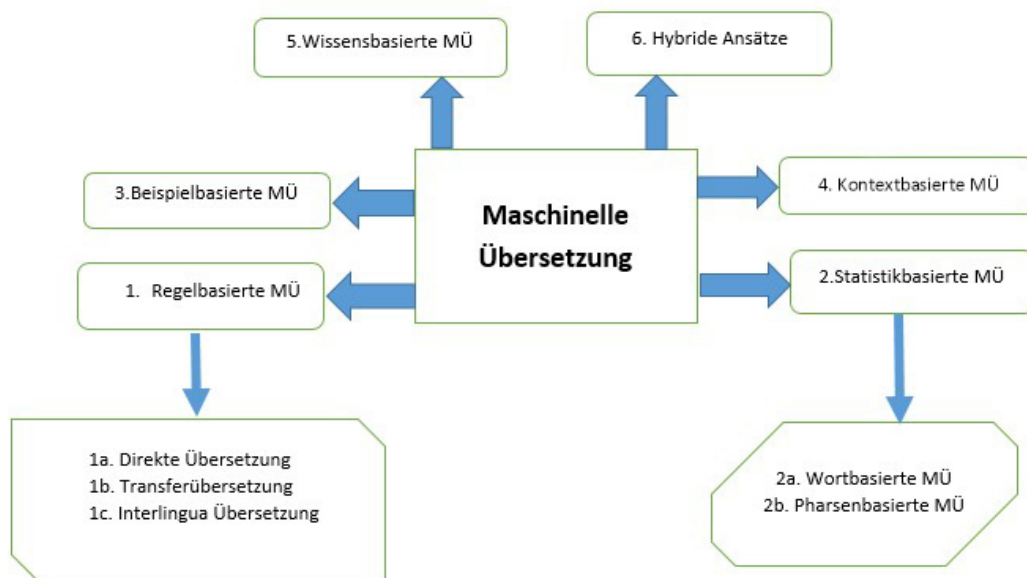 5.Wissensbasierte MÜ
6. Hybride Ansätze
3.Beispielbasierte MÜ
Maschinelle
Übersetzung
4. Kontextbasierte MÜ
1. Regelbasierte MÜ
2.Statistikbasierte MÜ
1a. Direkte Übersetzung
1b. Transferübersetzung
1c. Interlingua Übersetzung
2a. Wortbasierte MÜ
2b. Pharsenbasierte MÜ